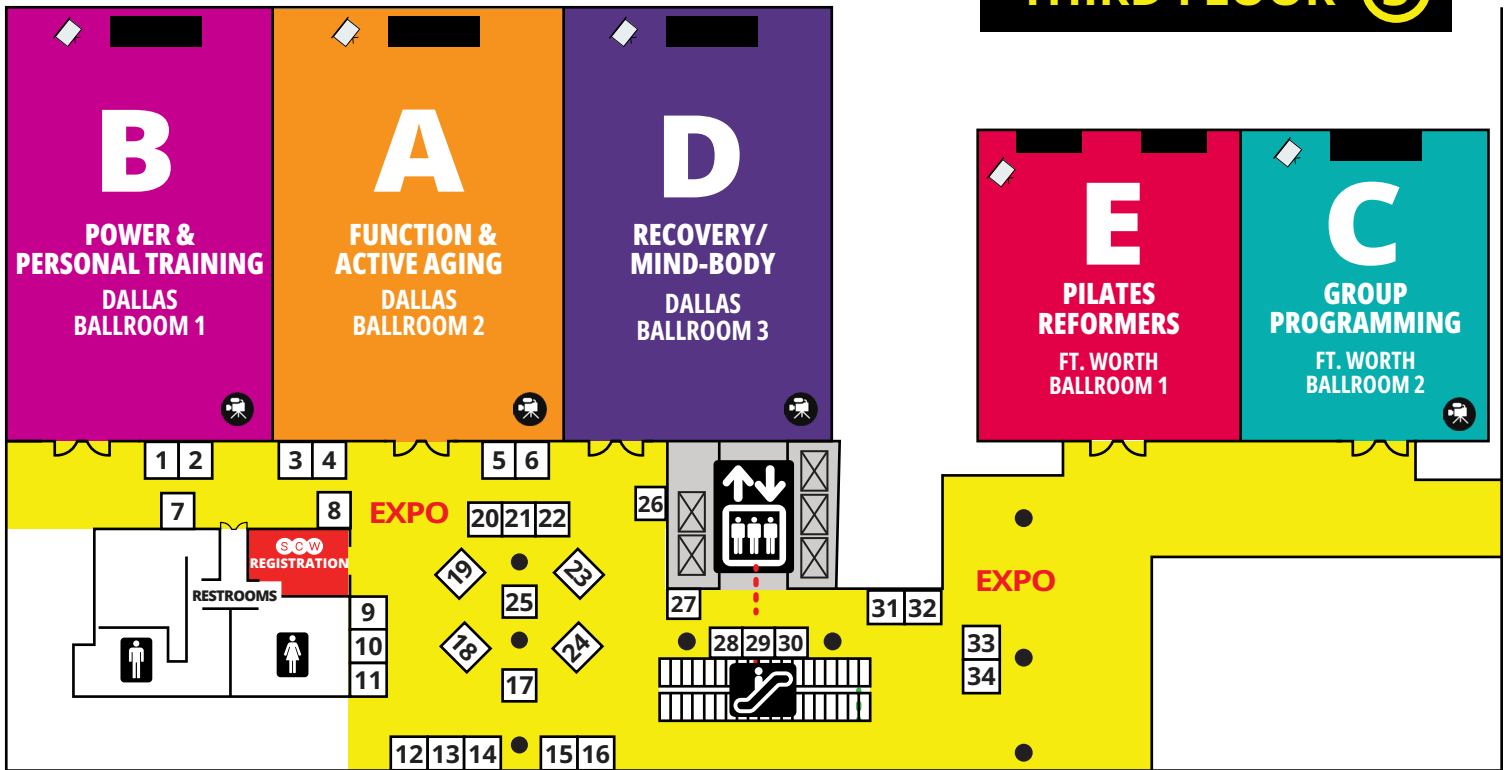 THIRD FLOOR 3
B
POWER &
PERSONAL TRAINING
DALLAS
BALLROOM 1
A
FUNCTION &
ACTIVE AGING
DALLAS
BALLROOM 2
D
RECOVERY/
MIND-BODY
DALLAS
BALLROOM 3
E
PILATES
REFORMERS
FT. WORTH
BALLROOM 1
C
GROUP
PROGRAMMING
FT. WORTH
BALLROOM 2
1 2
3 4
5 6
7
8
EXPO
20 21 22
26
SCW
REGISTRATION
RESTROOMS
19
23
25
9
10
11
18
24
17
27
28 29 30
31 32
EXPO
33
34
12 13 14
15 16